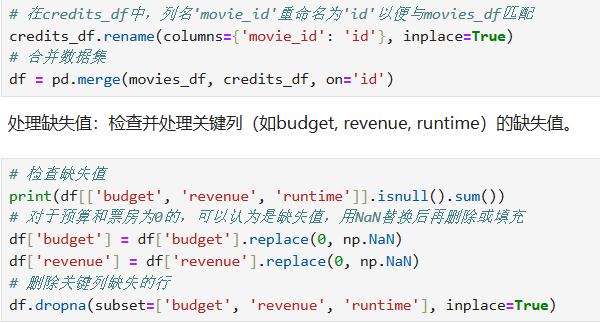 # 在credits_df中，列名'movie_id'重命名为'id'以便与movies_df匹配
credits_df.rename(columns={'movie_id': 'id'}, inplace=True)
# 合并数据集
df = pd.merge(movies_df, credits_df, on='id')
处理缺失值：检查并处理关键列（如budget, revenue, runtime）的缺失值。
# 检查缺失值
print(df[['budget', 'revenue', 'runtime']].isnull().sum())
# 对于预算和票房为0的，可以认为是缺失值，用NaN替换后再删除或填充
df['budget'] = df['budget'].replace(0, np.NaN)
df['revenue'] = df['revenue'].replace(0, np.NaN)
# 删除关键列缺失的行
df.dropna(subset=['budget', 'revenue', 'runtime'], inplace=True)